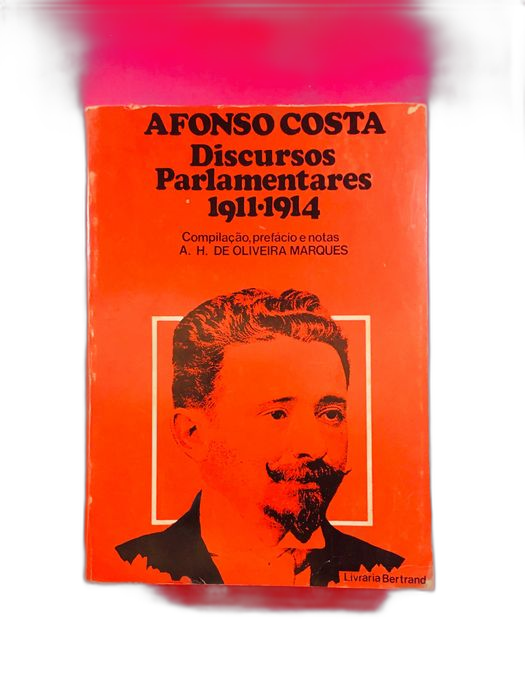 AFONSO COSTA
Discursos
Parlamentares
1911·1914
Compilação, prefácio e notas
A. H. DE OLIVEIRA MARQUES
Livraria Bertrand